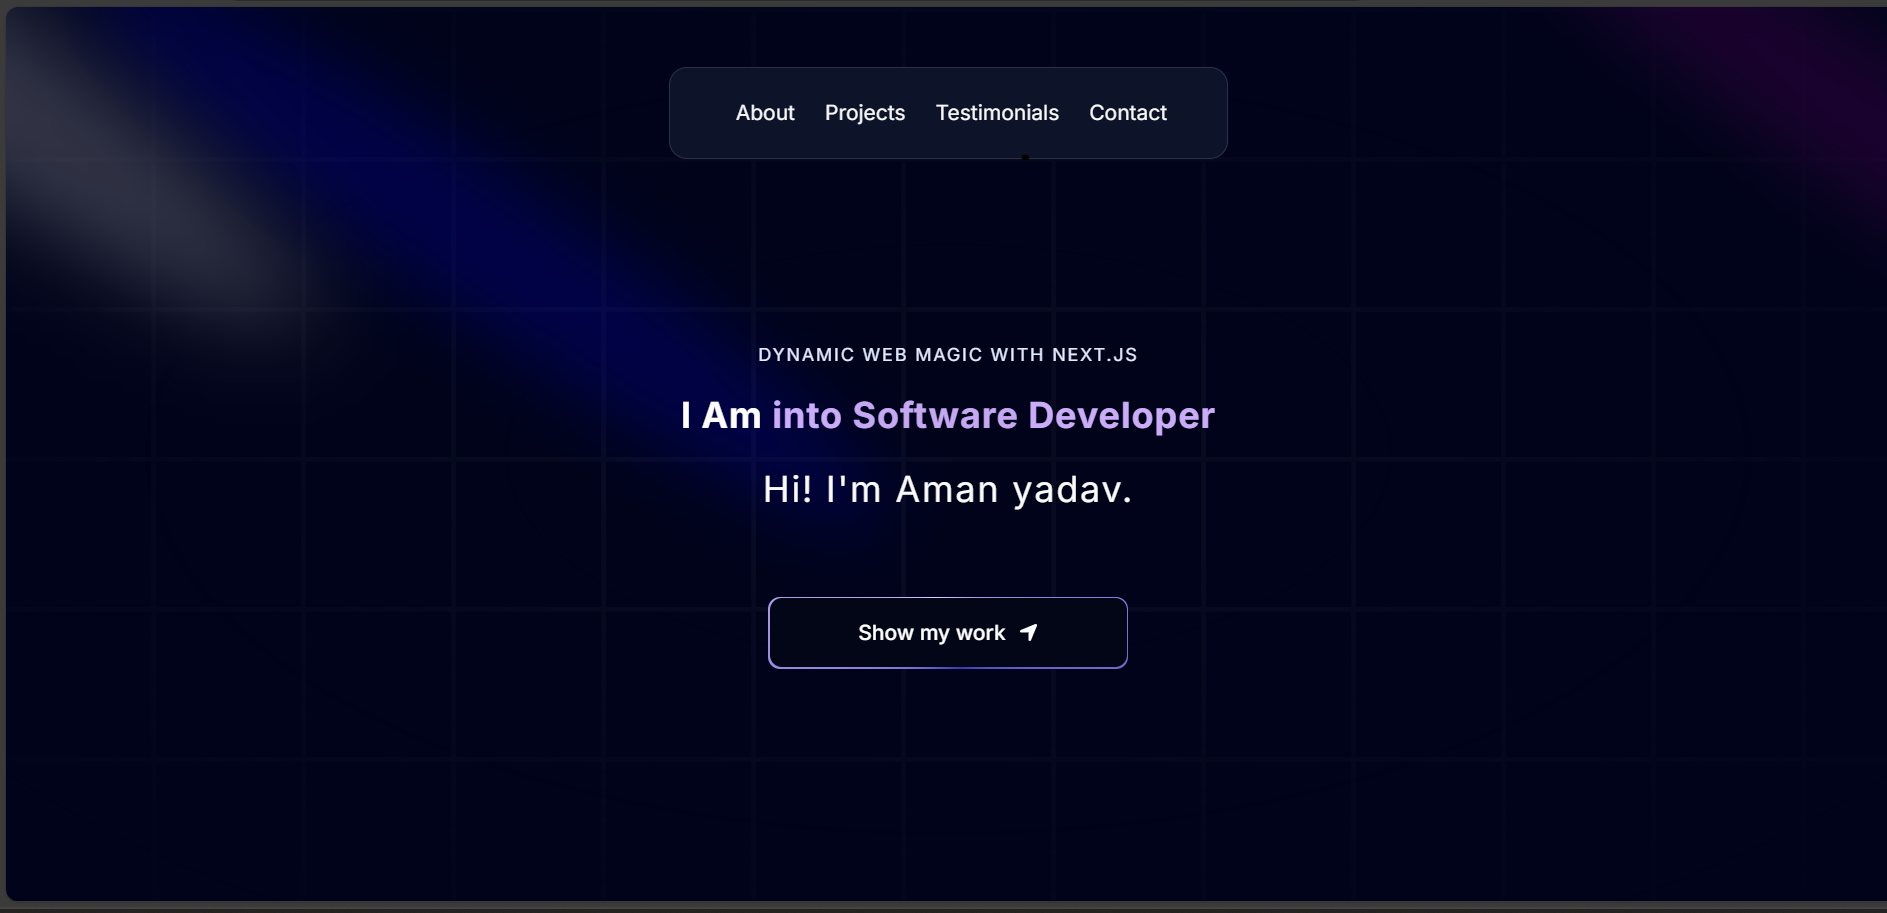 About Projects Testimonials Contact
DYNAMIC WEB MAGIC WITH NEXT.JS
I Am into Software Developer
Hi! I'm Aman yadav.
Show my work